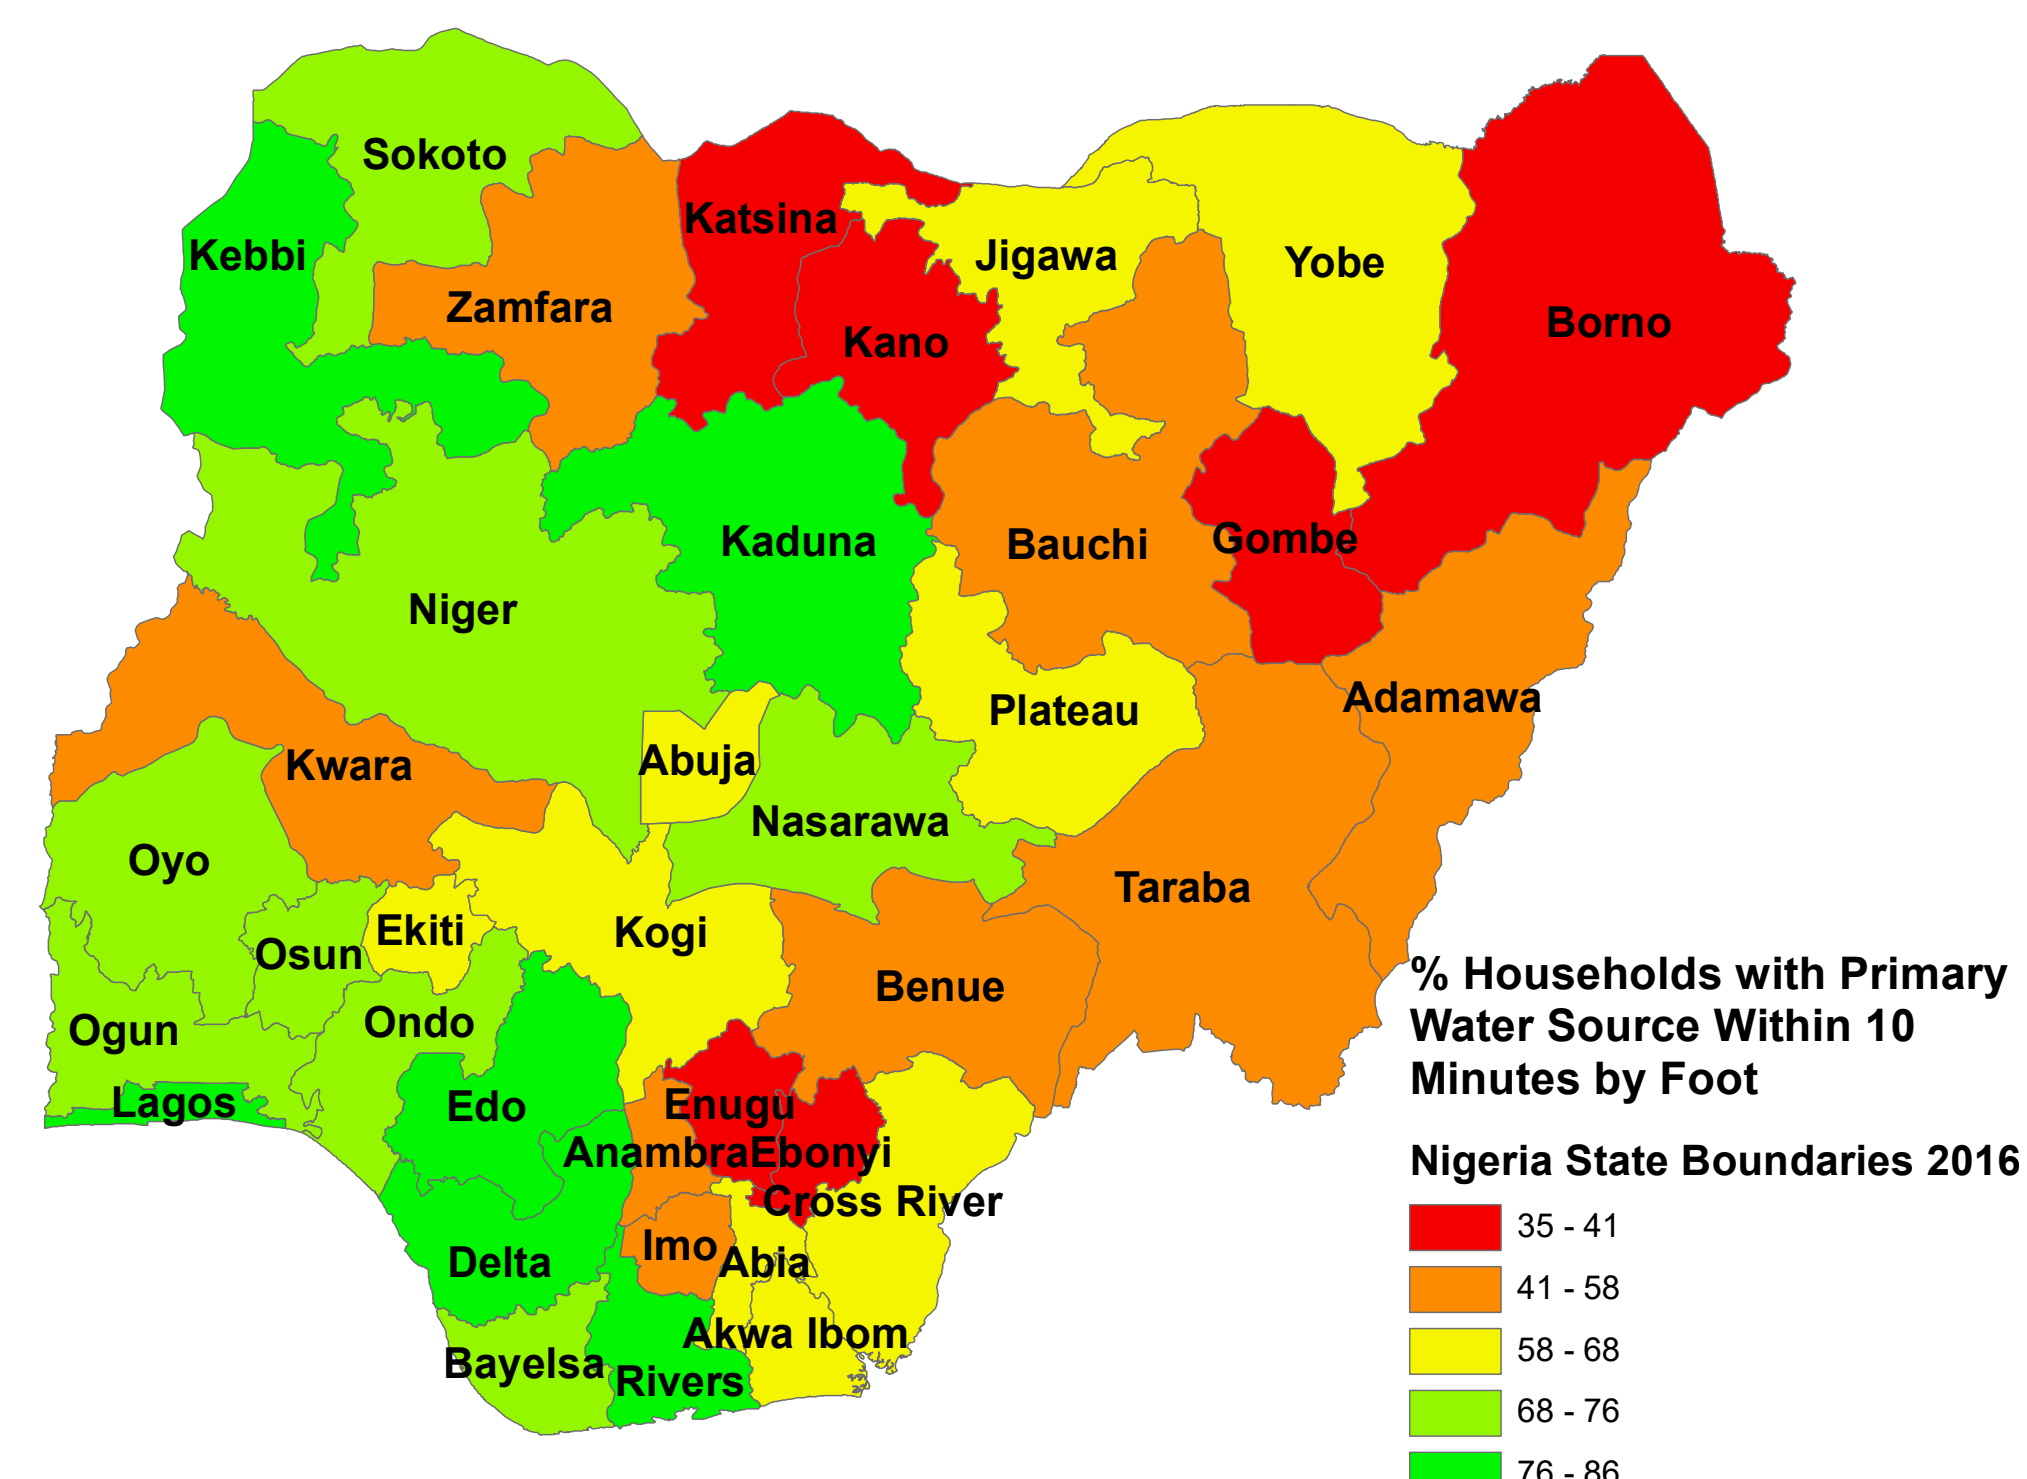 Sokoto
Katsina
Kebbi
Jigawa
Yobe
Zamfara
Kano
Borno
Kaduna
Bauchi
Gombe
Niger
Adamawa
Plateau
Kwara
Abuja
Nasarawa
Oyo
Taraba
Ekiti
Kogi
Osun
Benue
Ogun
Ondo
Lagos
Edo
Enugu
Anambra
Ebonyi
Cross River
Imo
Abia
Delta
Akwa Ibom
Bayelsa
Rivers
% Households with Primary
Water Source Within 10
Minutes by Foot
Nigeria State Boundaries 2016
35 - 41
41 - 58
58 - 68
68 - 76
76 - 86